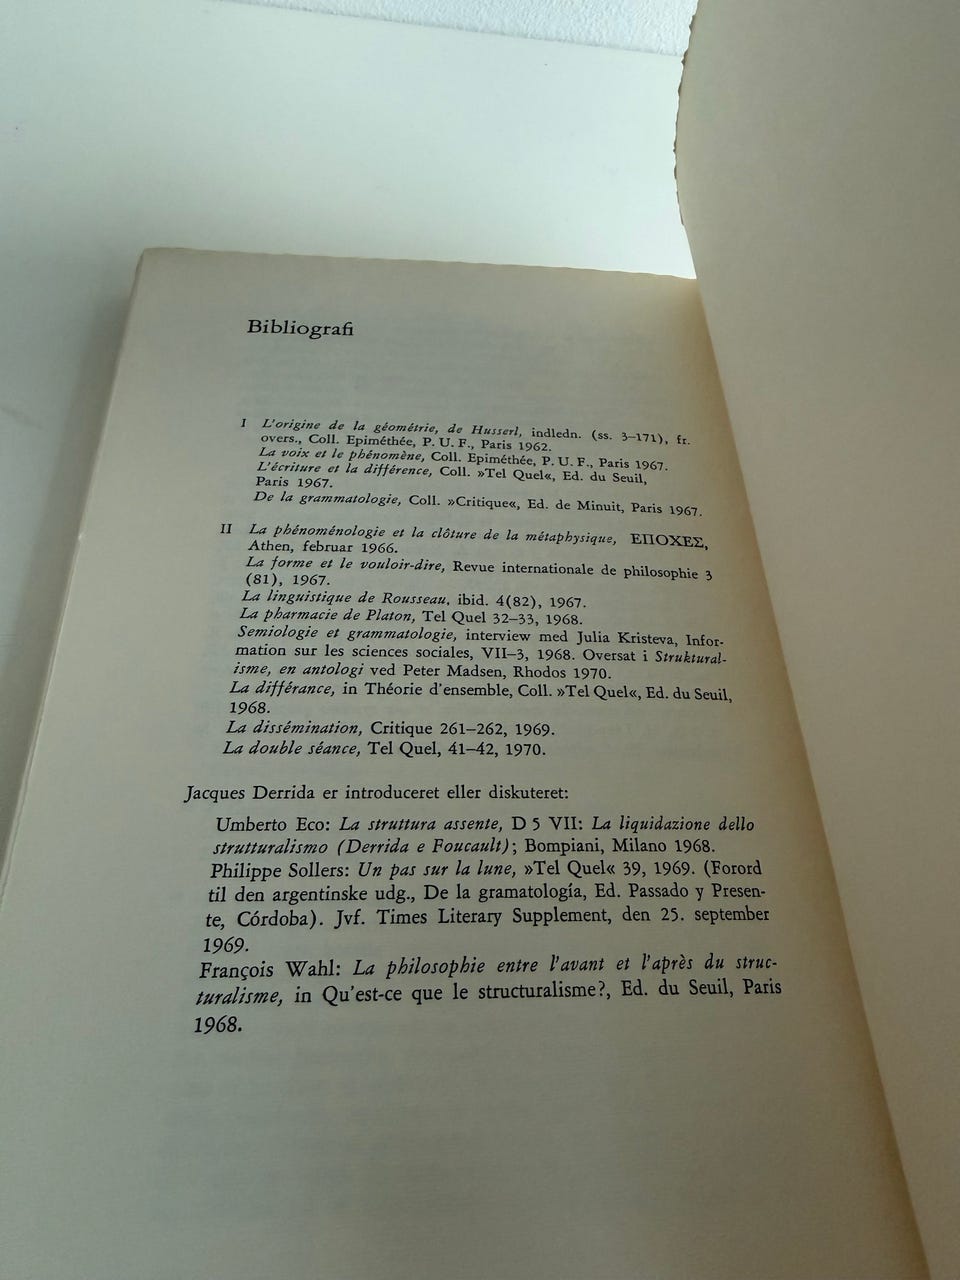 Bibliografi
I L'origine de la géométrie, de Husserl, indledn. (ss. 3–171), fr.
overs., Coll. Epiméthée, P. U. F., Paris 1962.
La voix et le phénomène, Coll. Epiméthée, P. U. F., Paris 1967.
L'écriture et la différence, Coll. »Tel Quel«, Ed. du Seuil,
Paris 1967.
De la grammatologie, Coll. »Critique«, Ed. de Minuit, Paris 1967.
II La phénoménologie et la clôture de la métaphysique, ΕΠΟΧΕΣ,
Athen, februar 1966.
La forme et le vouloir-dire, Revue internationale de philosophie 3
(81), 1967.
La linguistique de Rousseau, ibid. 4(82), 1967.
La pharmacie de Platon, Tel Quel 32–33, 1968.
Semiologie et grammatologie, interview med Julia Kristeva, Infor-
mation sur les sciences sociales, VII–3, 1968. Oversat i Struktural-
isme, en antologi ved Peter Madsen, Rhodos 1970.
La différance, in Théorie d'ensemble, Coll. »Tel Quel«, Ed. du Seuil,
1968.
La dissémination, Critique 261–262, 1969.
La double séance, Tel Quel, 41–42, 1970.
Jacques Derrida er introduceret eller diskuteret:
Umberto Eco: La struttura assente, D 5 VII: La liquidazione dello
strutturalismo (Derrida e Foucault); Bompiani, Milano 1968.
Philippe Sollers: Un pas sur la lune, »Tel Quel« 39, 1969. (Forord
til den argentinske udg., De la gramatología, Ed. Passado y Presen-
te, Córdoba). Jvf. Times Literary Supplement, den 25. september
1969.
François Wahl: La philosophie entre l'avant et l'après du struc-
turalisme, in Qu'est-ce que le structuralisme?, Ed. du Seuil, Paris
1968.